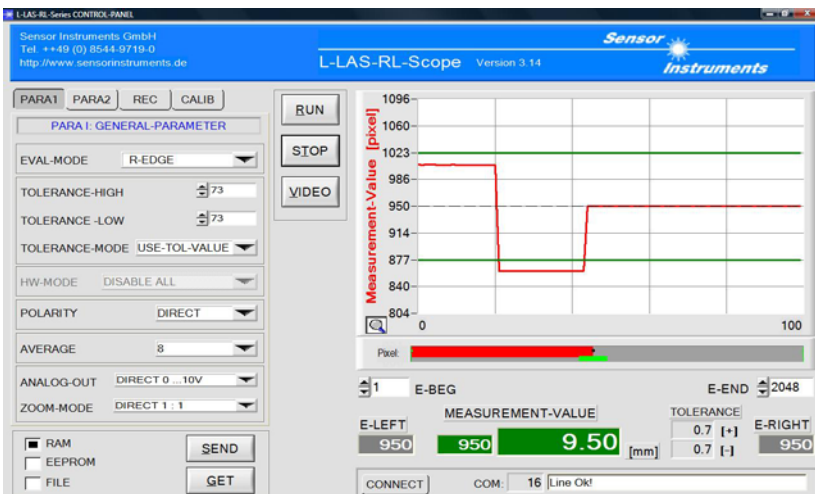 L-LAS-RL-Series CONTROL-PANEL
Sensor Instruments GmbH
Tel. ++49 (0) 8544-9719-0
http://www.sensorinstruments.de
L-LAS-RL-Scope Version 3.14
Sensor
Instruments
PARA1 PARA2 REC CALIB
PARA I: GENERAL-PARAMETER
EVAL-MODE R-EDGE
TOLERANCE-HIGH 73
TOLERANCE -LOW 73
TOLERANCE-MODE USE-TOL-VALUE
HW-MODE DISABLE ALL
POLARITY DIRECT
AVERAGE 8
ANALOG-OUT DIRECT 0 ...10V
ZOOM-MODE DIRECT 1 : 1
RAM
EEPROM
FILE
SEND
GET
RUN
STOP
VIDEO
Measurement-Value [pixel]
1096
1060
1023
986
950
914
877
840
804
0 100
Pixel:
1 E-BEG E-END 2048
E-LEFT MEASUREMENT-VALUE TOLERANCE E-RIGHT
950 950 9.50 [mm] 0.7 [+] 950
0.7 [-]
CONNECT COM: 16 Line Ok!